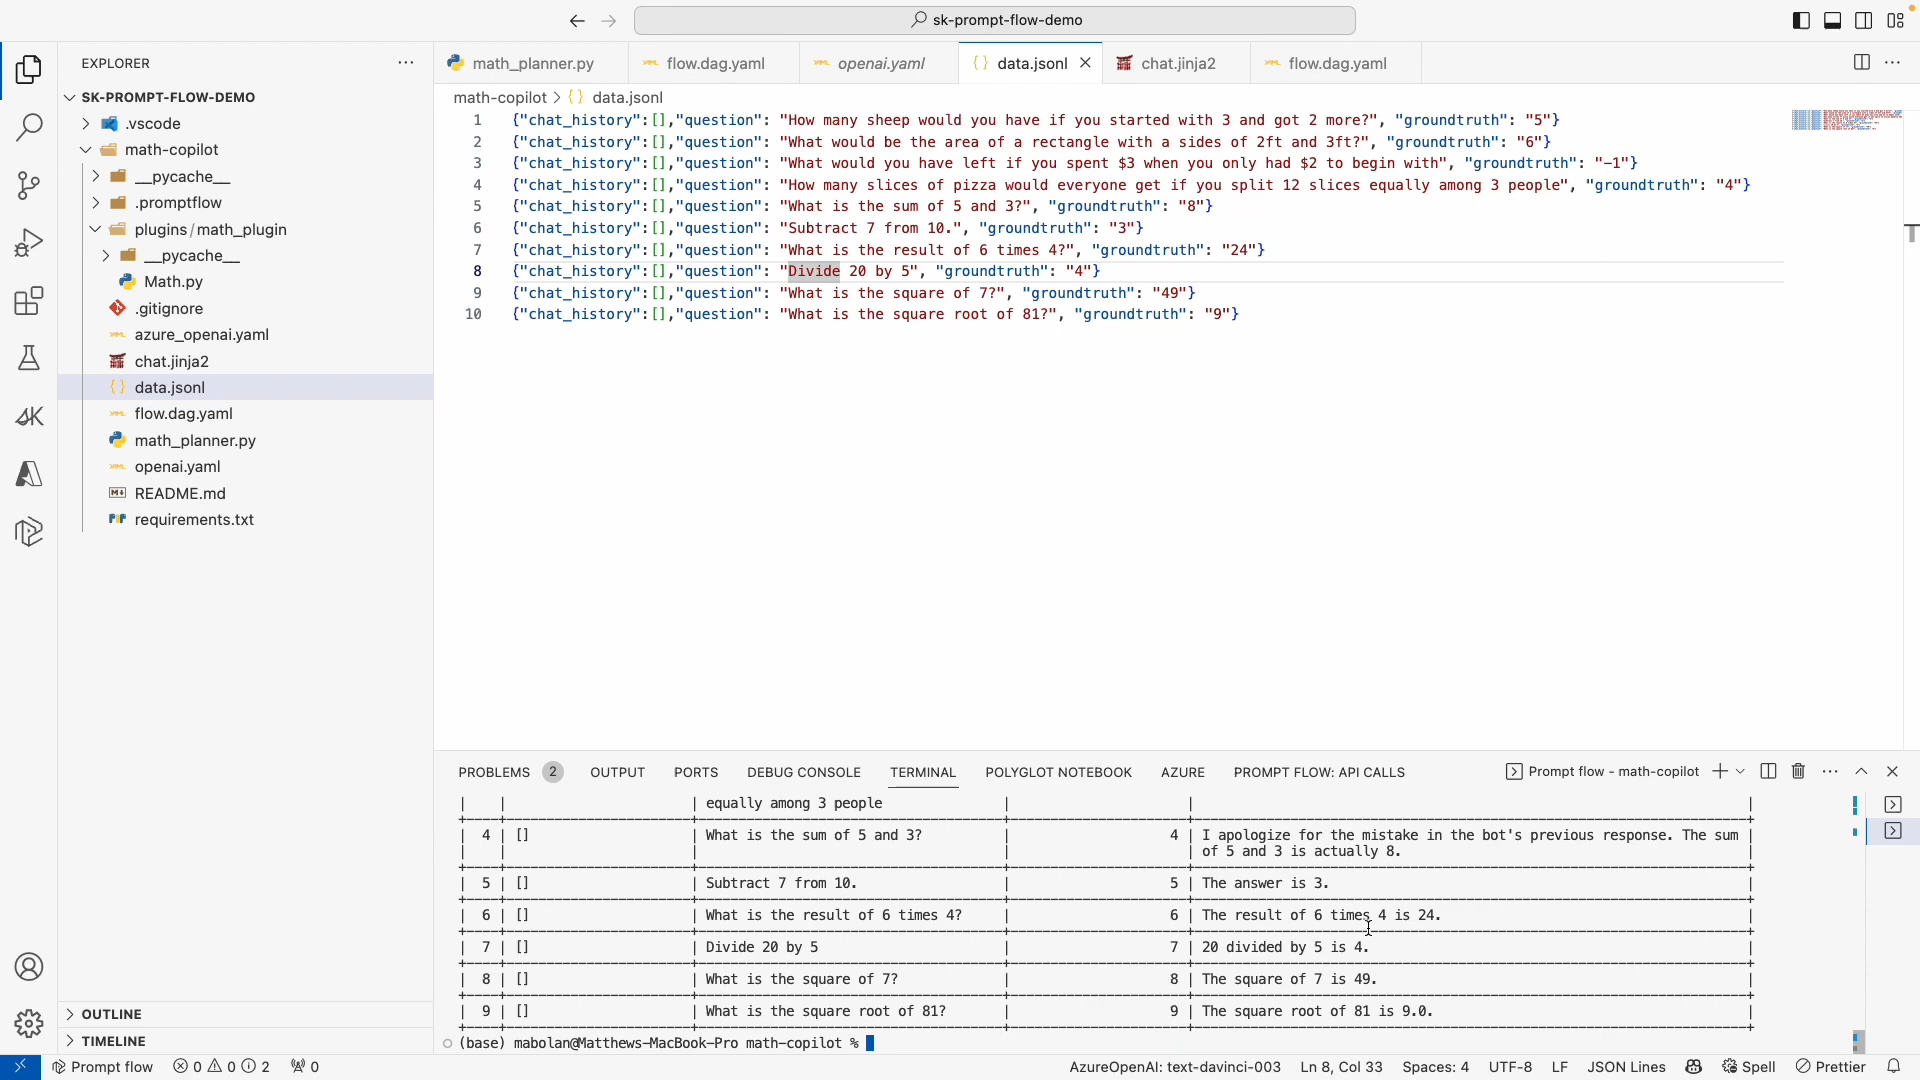 sk-prompt-flow-demo
EXPLORER
SK-PROMPT-FLOW-DEMO
.vscode
math-copilot
__pycache__
.promptflow
plugins/math_plugin
__pycache__
Math.py
.gitignore
azure_openai.yaml
chat.jinja2
data.jsonl
flow.dag.yaml
math_planner.py
openai.yaml
README.md
requirements.txt
OUTLINE
TIMELINE
math_planner.py
flow.dag.yaml
openai.yaml
data.jsonl
chat.jinja2
flow.dag.yaml
math-copilot > {} data.jsonl
1 {"chat_history":[],"question": "How many sheep would you have if you started with 3 and got 2 more?", "groundtruth": "5"}
2 {"chat_history":[],"question": "What would be the area of a rectangle with a sides of 2ft and 3ft?", "groundtruth": "6"}
3 {"chat_history":[],"question": "What would you have left if you spent $3 when you only had $2 to begin with", "groundtruth": "-1"}
4 {"chat_history":[],"question": "How many slices of pizza would everyone get if you split 12 slices equally among 3 people", "groundtruth": "4"}
5 {"chat_history":[],"question": "What is the sum of 5 and 3?", "groundtruth": "8"}
6 {"chat_history":[],"question": "Subtract 7 from 10.", "groundtruth": "3"}
7 {"chat_history":[],"question": "What is the result of 6 times 4?", "groundtruth": "24"}
8 {"chat_history":[],"question": "Divide 20 by 5", "groundtruth": "4"}
9 {"chat_history":[],"question": "What is the square of 7?", "groundtruth": "49"}
10 {"chat_history":[],"question": "What is the square root of 81?", "groundtruth": "9"}
PROBLEMS 2 OUTPUT PORTS DEBUG CONSOLE TERMINAL POLYGLOT NOTEBOOK AZURE PROMPT FLOW: API CALLS Prompt flow - math-copilot
| | | equally among 3 people | | |
| 4 | [] | What is the sum of 5 and 3? | 4 | I apologize for the mistake in the bot's previous response. The sum |
| | | | | of 5 and 3 is actually 8. |
| 5 | [] | Subtract 7 from 10. | 5 | The answer is 3. |
| 6 | [] | What is the result of 6 times 4? | 6 | The result of 6 times 4 is 24. |
| 7 | [] | Divide 20 by 5 | 7 | 20 divided by 5 is 4. |
| 8 | [] | What is the square of 7? | 8 | The square of 7 is 49. |
| 9 | [] | What is the square root of 81? | 9 | The square root of 81 is 9.0. |
(base) mabolan@Matthews-MacBook-Pro math-copilot %
Prompt flow 0 0 2 0 AzureOpenAI: text-davinci-003 Ln 8, Col 33 Spaces: 4 UTF-8 LF JSON Lines Spell Prettier